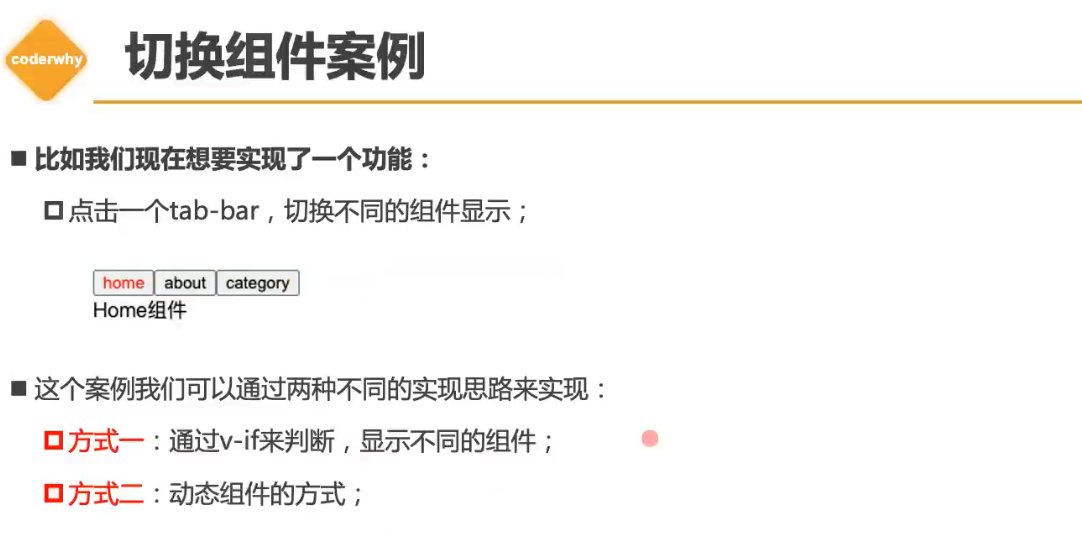 coderwhy
切换组件案例
比如我们现在想要实现了一个功能：
点击一个tab-bar，切换不同的组件显示；
home about category
Home组件
这个案例我们可以通过两种不同的实现思路来实现：
方式一：通过v-if来判断，显示不同的组件；
方式二：动态组件的方式；